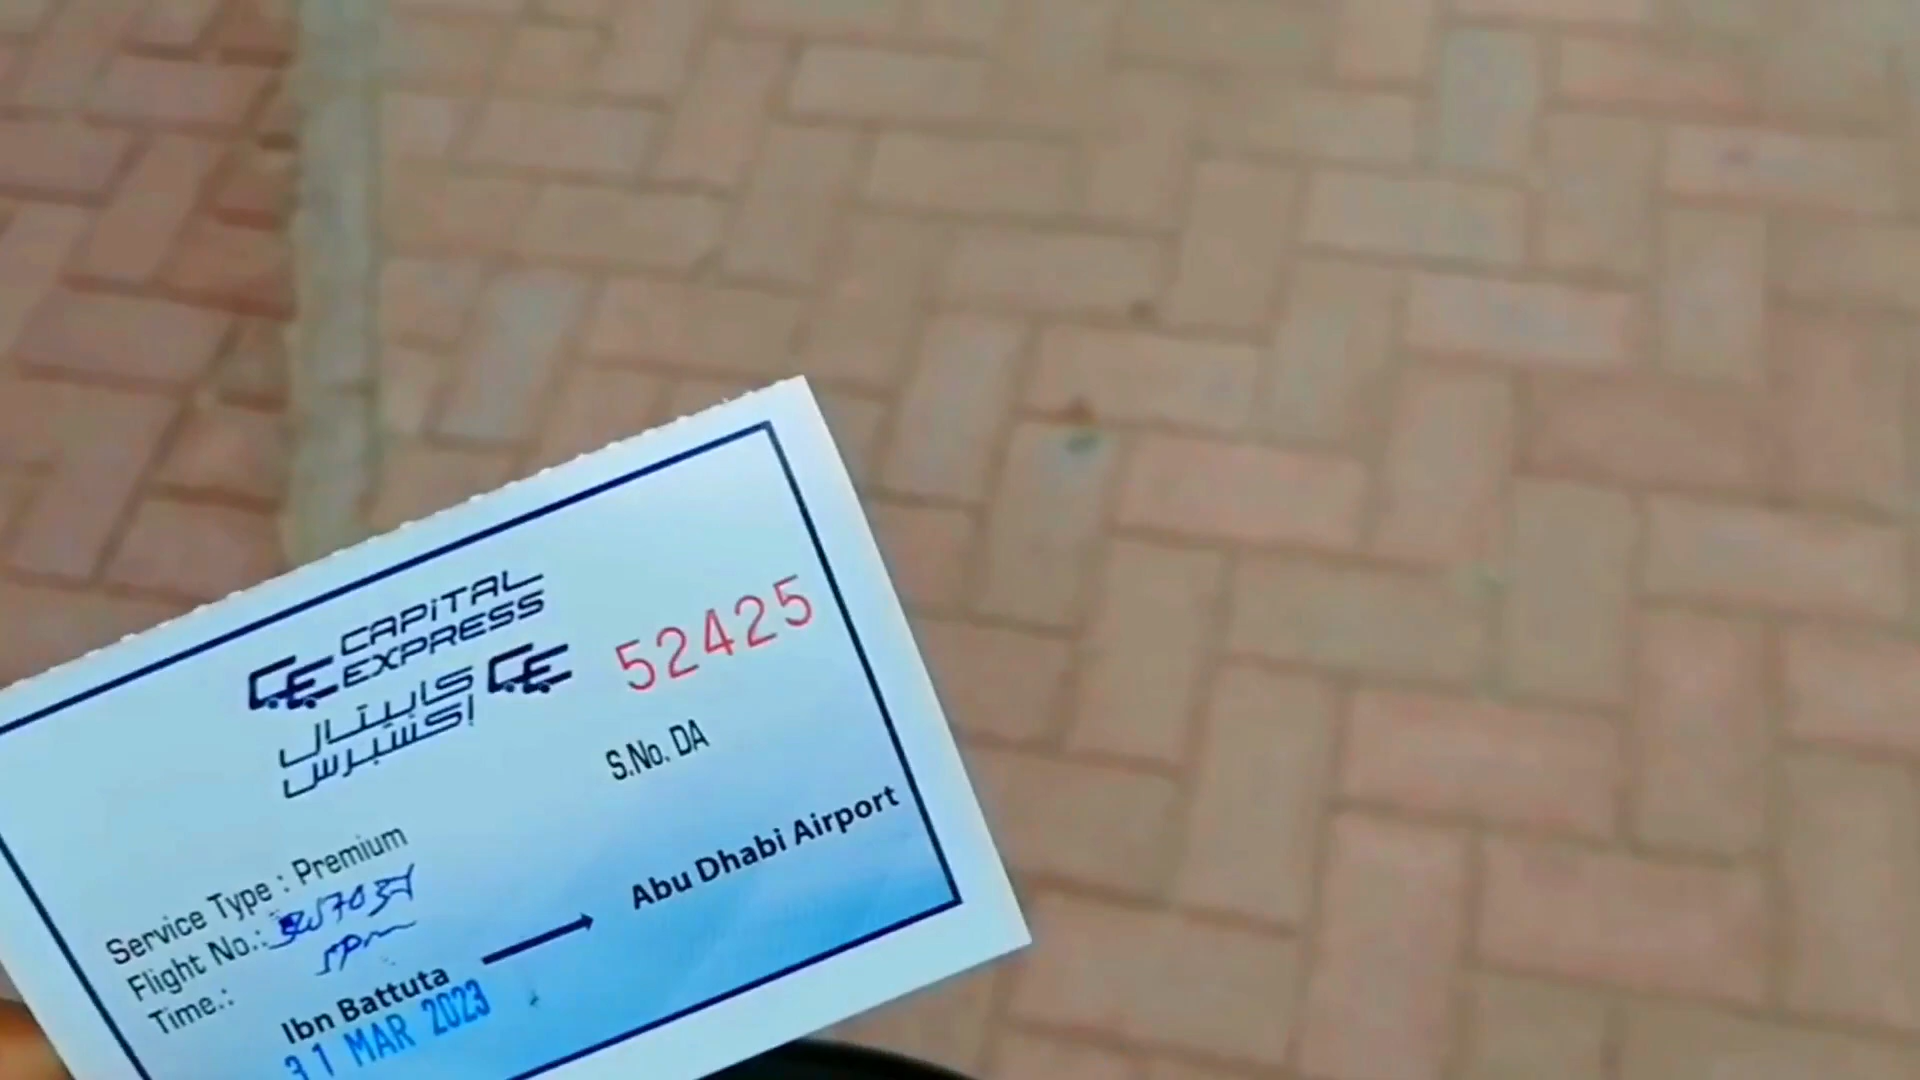 CAPiTAL
EXPRESS
كابيتال
إكسبرس
52425
S.No. DA
Service Type : Premium
Flight No.:
Time.: 5pm
Ibn Battuta → Abu Dhabi Airport
31 MAR 2023